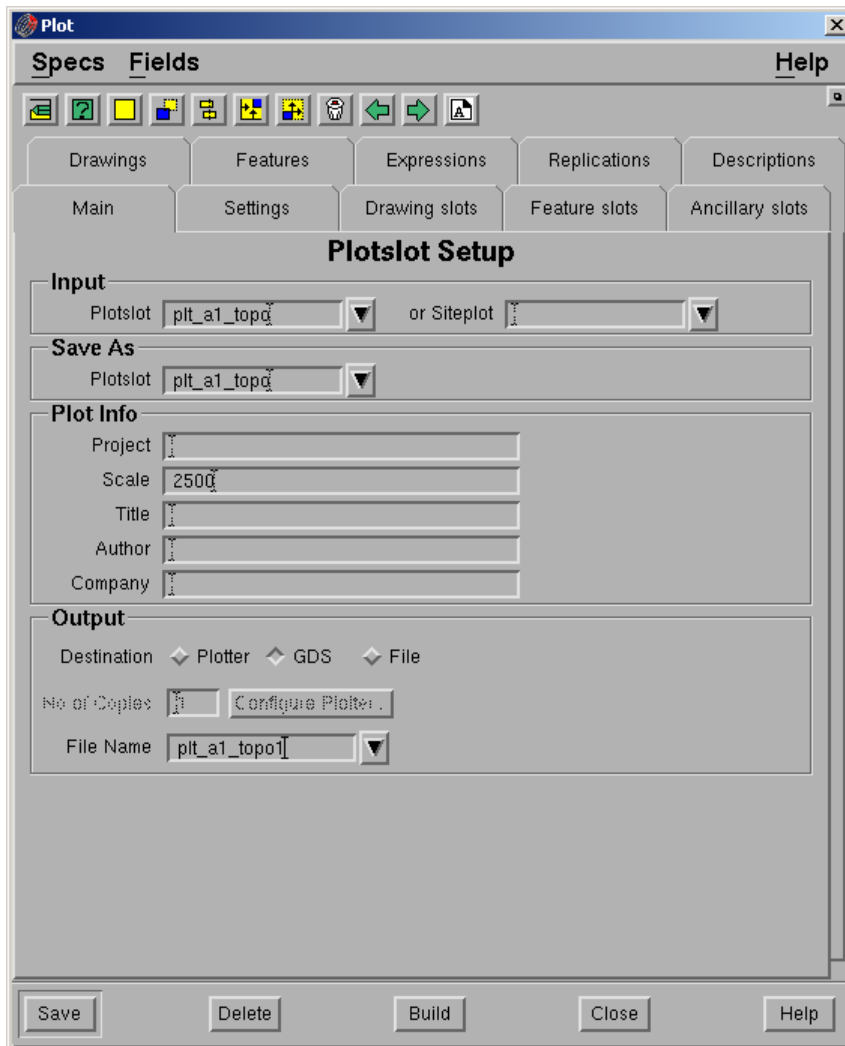 Plot
Specs Fields Help
Drawings Features Expressions Replications Descriptions
Main Settings Drawing slots Feature slots Ancillary slots
Plotslot Setup
Input
Plotslot plt_a1_topo or Siteplot
Save As
Plotslot plt_a1_topo
Plot Info
Project
Scale 2500
Title
Author
Company
Output
Destination Plotter GDS File
No of Copies 1 Configure Plotter.
File Name plt_a1_topo1
Save Delete Build Close Help